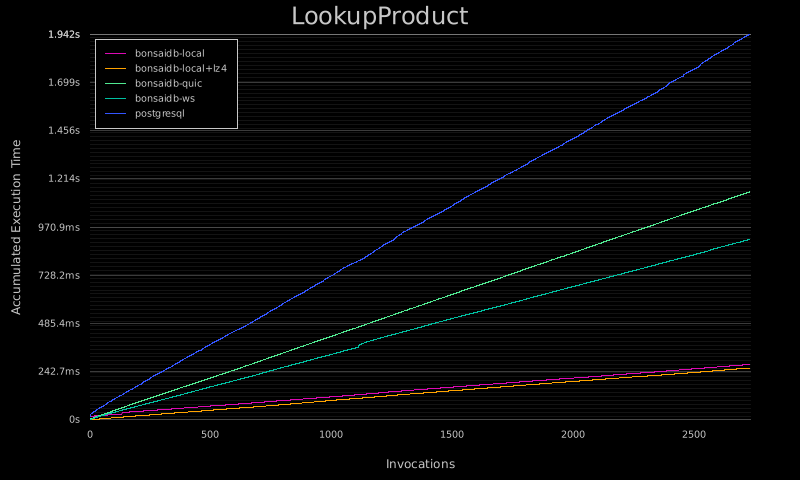 LookupProduct
1.942s
1.699s
1.456s
1.214s
970.9ms
728.2ms
485.4ms
242.7ms
0s
bonsaidb-local
bonsaidb-local+lz4
bonsaidb-quic
bonsaidb-ws
postgresql
Accumulated Execution Time
0 500 1000 1500 2000 2500
Invocations